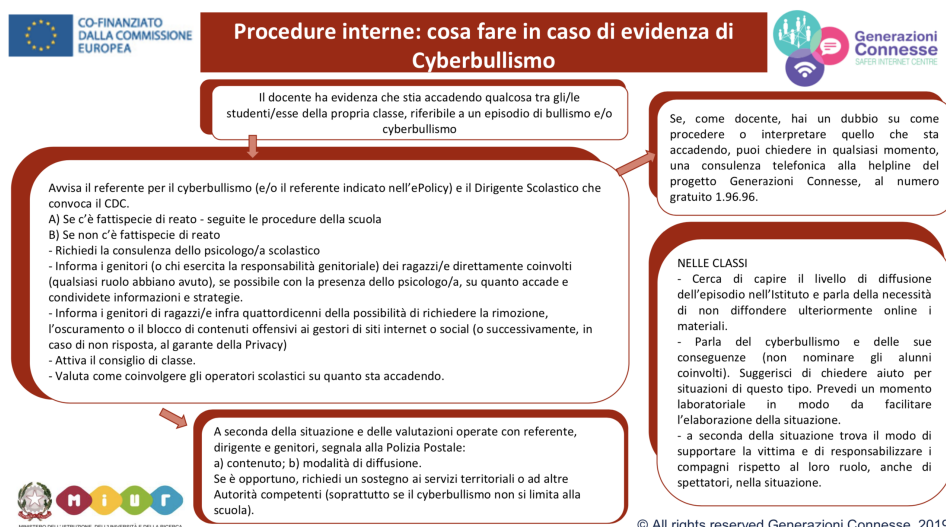 CO-FINANZIATO
DALLA COMMISSIONE
EUROPEA
Procedure interne: cosa fare in caso di evidenza di
Cyberbullismo
Generazioni
Connesse
SAFER INTERNET CENTRE
Il docente ha evidenza che stia accadendo qualcosa tra gli/le
studenti/esse della propria classe, riferibile a un episodio di bullismo e/o
cyberbullismo
Se, come docente, hai un dubbio su come
procedere o interpretare quello che sta
accadendo, puoi chiedere in qualsiasi momento,
una consulenza telefonica alla helpline del
progetto Generazioni Connesse, al numero
gratuito 1.96.96.
Avvisa il referente per il cyberbullismo (e/o il referente indicato nell'ePolicy) e il Dirigente Scolastico che
convoca il CDC.
A) Se c'è fattispecie di reato - seguite le procedure della scuola
B) Se non c'è fattispecie di reato
- Richiedi la consulenza dello psicologo/a scolastico
- Informa i genitori (o chi esercita la responsabilità genitoriale) dei ragazzi/e direttamente coinvolti
(qualsiasi ruolo abbiano avuto), se possibile con la presenza dello psicologo/a, su quanto accade e
condividete informazioni e strategie.
- Informa i genitori di ragazzi/e infra quattordicenni della possibilità di richiedere la rimozione,
l'oscuramento o il blocco di contenuti offensivi ai gestori di siti internet o social (o successivamente, in
caso di non risposta, al garante della Privacy)
- Attiva il consiglio di classe.
- Valuta come coinvolgere gli operatori scolastici su quanto sta accadendo.
NELLE CLASSI
- Cerca di capire il livello di diffusione
dell'episodio nell'Istituto e parla della necessità
di non diffondere ulteriormente online i
materiali.
- Parla del cyberbullismo e delle sue
conseguenze (non nominare gli alunni
coinvolti). Suggerisci di chiedere aiuto per
situazioni di questo tipo. Prevedi un momento
laboratoriale in modo da facilitare
l'elaborazione della situazione.
- a seconda della situazione trova il modo di
supportare la vittima e di responsabilizzare i
compagni rispetto al loro ruolo, anche di
spettatori, nella situazione.
A seconda della situazione e delle valutazioni operate con referente,
dirigente e genitori, segnala alla Polizia Postale:
a) contenuto; b) modalità di diffusione.
Se è opportuno, richiedi un sostegno ai servizi territoriali o ad altre
Autorità competenti (soprattutto se il cyberbullismo non si limita alla
scuola).
miur
MINISTERO DELL'ISTRUZIONE, DELL'UNIVERSITÀ E DELLA RICERCA
© All rights reserved Generazioni Connesse, 2019